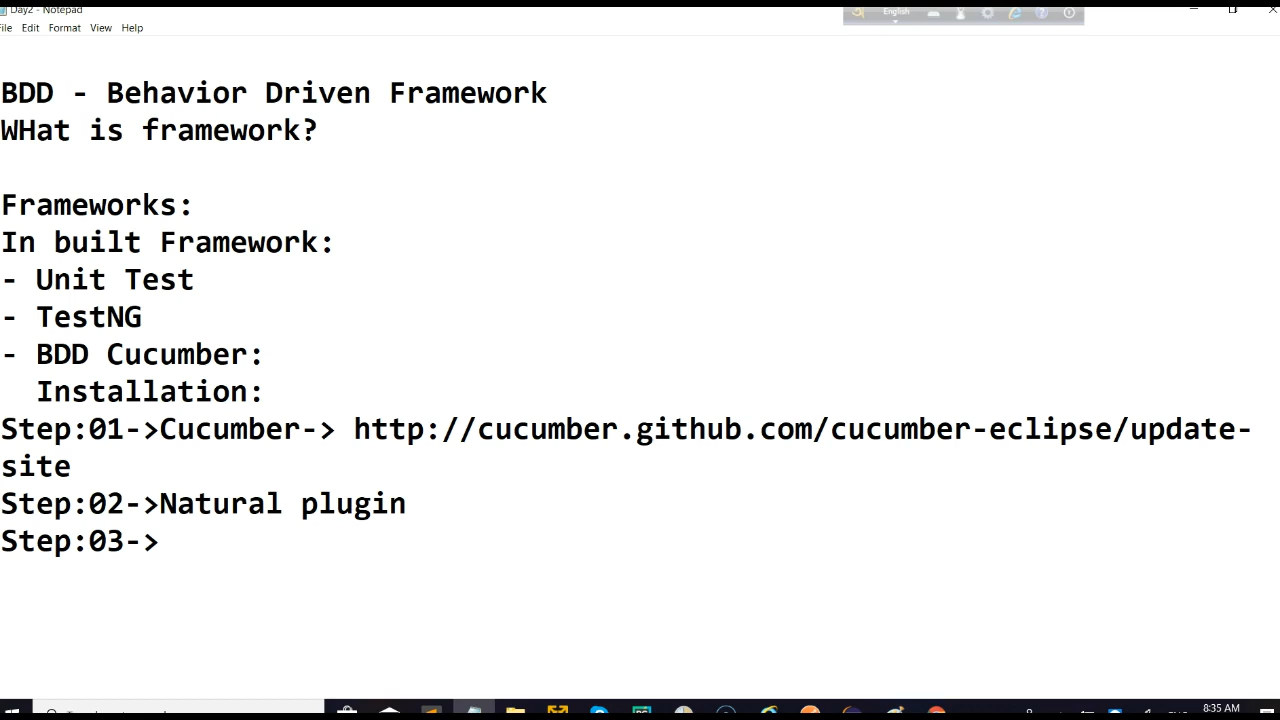 Day2 - Notepad
File Edit Format View Help
English
BDD - Behavior Driven Framework
WHat is framework?
Frameworks:
In built Framework:
- Unit Test
- TestNG
- BDD Cucumber:
Installation:
Step:01->Cucumber-> http://cucumber.github.com/cucumber-eclipse/update-
site
Step:02->Natural plugin
Step:03->
8:35 AM